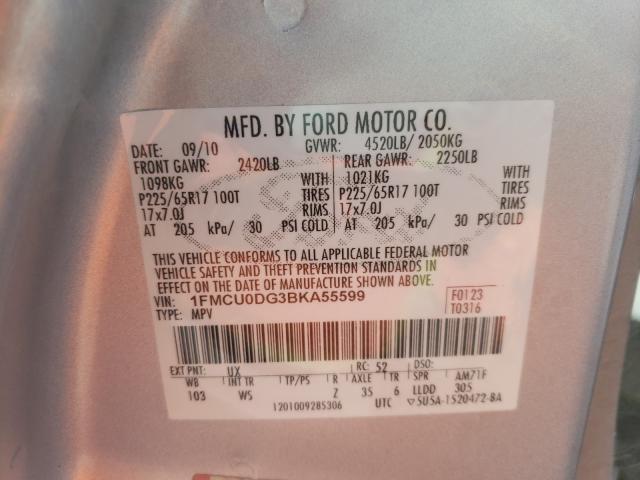 MFD. BY FORD MOTOR CO.
DATE: 09/10 GVWR: 4520LB/ 2050KG
FRONT GAWR: 2420LB REAR GAWR: 2250LB
1098KG WITH 1021KG WITH
P225/65R17 100T TIRES P225/65R17 100T TIRES
17x7.0J RIMS 17x7.0J RIMS
AT 205 kPa/ 30 PSI COLD AT 205 kPa/ 30 PSI COLD
THIS VEHICLE CONFORMS TO ALL APPLICABLE FEDERAL MOTOR
VEHICLE SAFETY AND THEFT PREVENTION STANDARDS IN
EFFECT ON THE DATE OF MANUFACTURE SHOWN ABOVE.
VIN: 1FMCU0DG3BKA55599 F0123
TYPE: MPV T0316
EXT PNT: UX RC: 52 DSO:
WB INT TR TP/PS R AXLE TR SPR AM71F
103 WS Z 35 6 LLDD 305
1201009285306 UTC ▽5U5A-1520472-BA